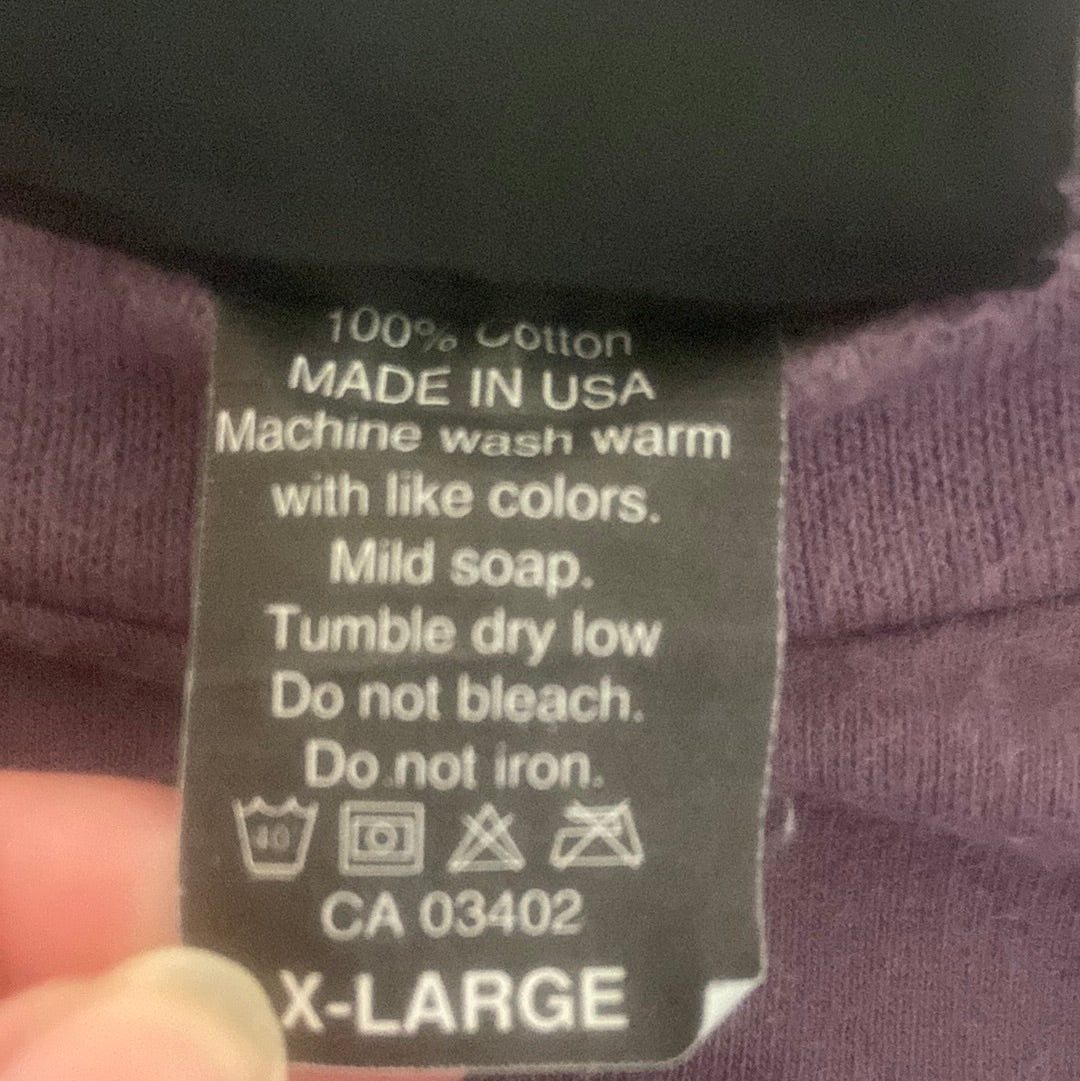 100% Cotton
MADE IN USA
Machine wash warm
with like colors.
Mild soap.
Tumble dry low
Do not bleach.
Do not iron.
40
CA 03402
X-LARGE